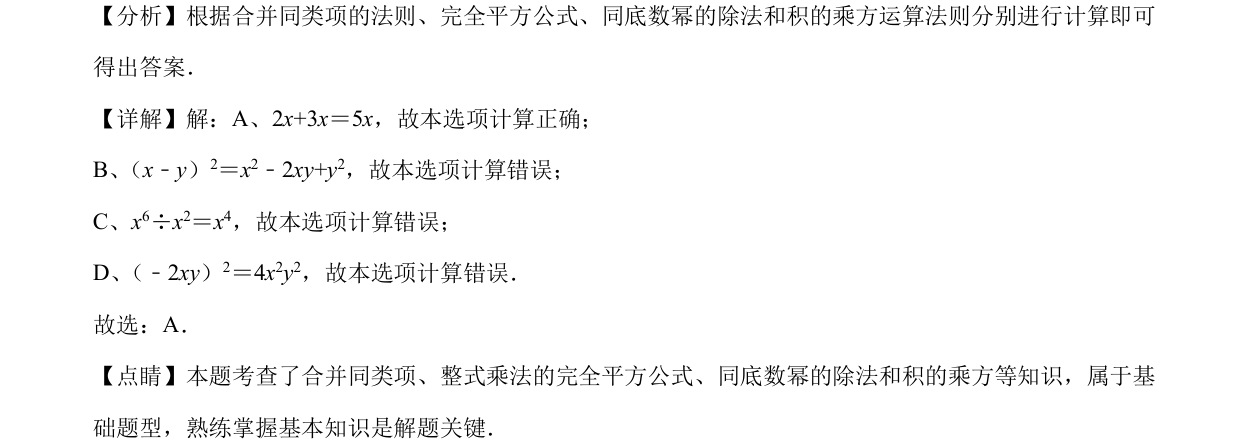 【分析】根据合并同类项的法则、完全平方公式、同底数幂的除法和积的乘方运算法则分别进行计算即可
得出答案．
【详解】解：A、2x+3x＝5x，故本选项计算正确；
B、（x﹣y）²＝x²﹣2xy+y²，故本选项计算错误；
C、x⁶÷x²＝x⁴，故本选项计算错误；
D、（﹣2xy）²＝4x²y²，故本选项计算错误．
故选：A．
【点睛】本题考查了合并同类项、整式乘法的完全平方公式、同底数幂的除法和积的乘方等知识，属于基
础题型，熟练掌握基本知识是解题关键．